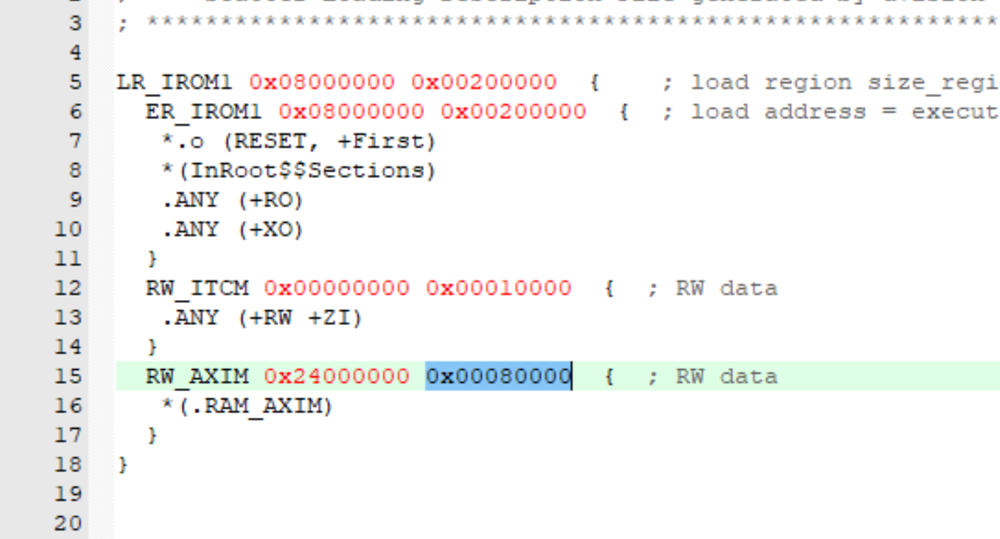 3 ; **********************************************************
4
5 LR_IROM1 0x08000000 0x00200000 { ; load region size_regi
6 ER_IROM1 0x08000000 0x00200000 { ; load address = execut
7 *.o (RESET, +First)
8 *(InRoot$$Sections)
9 .ANY (+RO)
10 .ANY (+XO)
11 }
12 RW_ITCM 0x00000000 0x00010000 { ; RW data
13 .ANY (+RW +ZI)
14 }
15 RW_AXIM 0x24000000 0x00080000 { ; RW data
16 *(.RAM_AXIM)
17 }
18 }
19
20